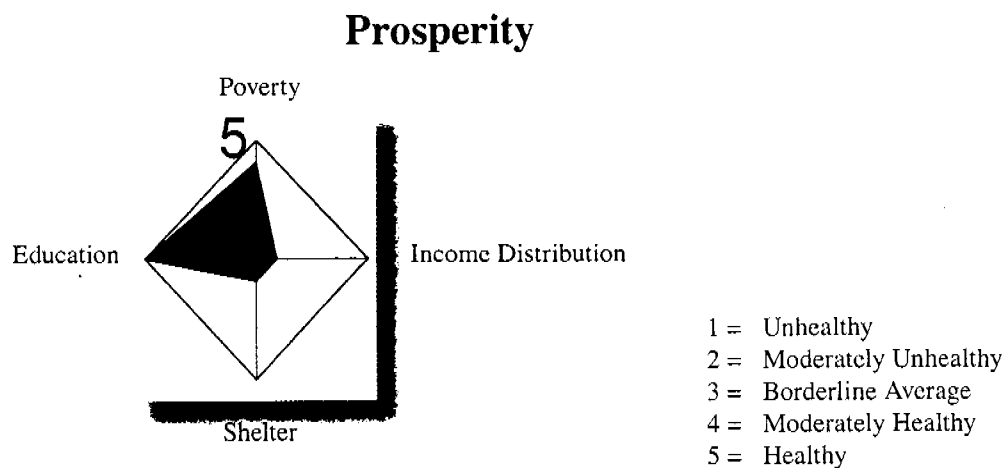 Prosperity
Poverty
5
Education
Income Distribution
Shelter
1 = Unhealthy
2 = Moderately Unhealthy
3 = Borderline Average
4 = Moderately Healthy
5 = Healthy